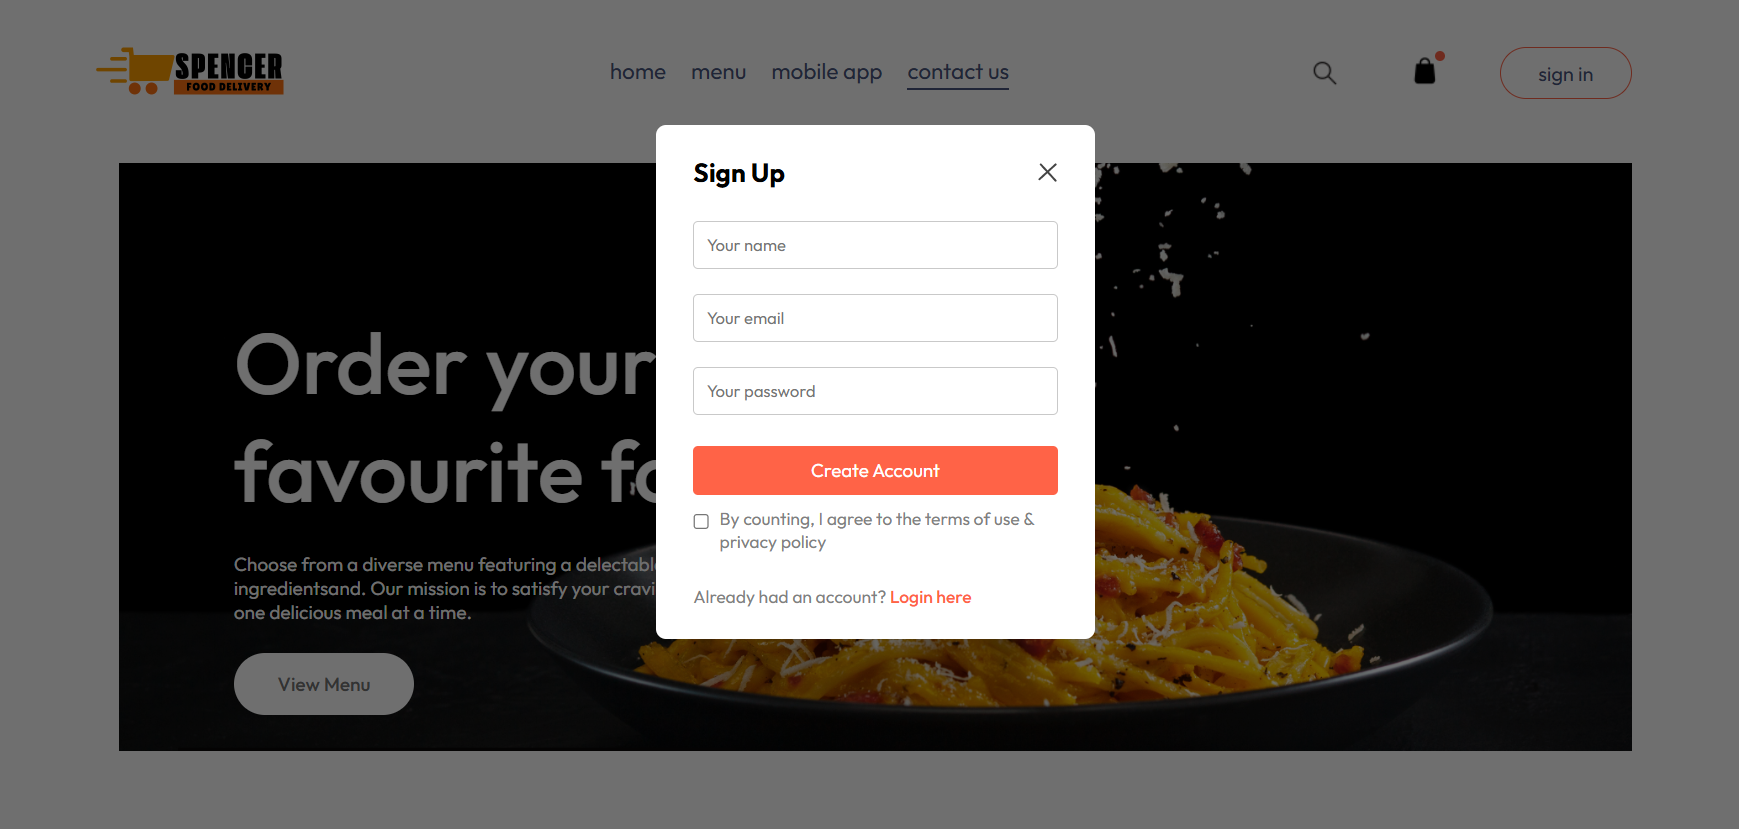 SPENCER
FOOD DELIVERY
home menu mobile app contact us
sign in
Sign Up
Your name
Your email
Your password
Create Account
By counting, I agree to the terms of use &
privacy policy
Already had an account? Login here
Order your
favourite fo
Choose from a diverse menu featuring a delectable
ingredientsand. Our mission is to satisfy your cravi
one delicious meal at a time.
View Menu